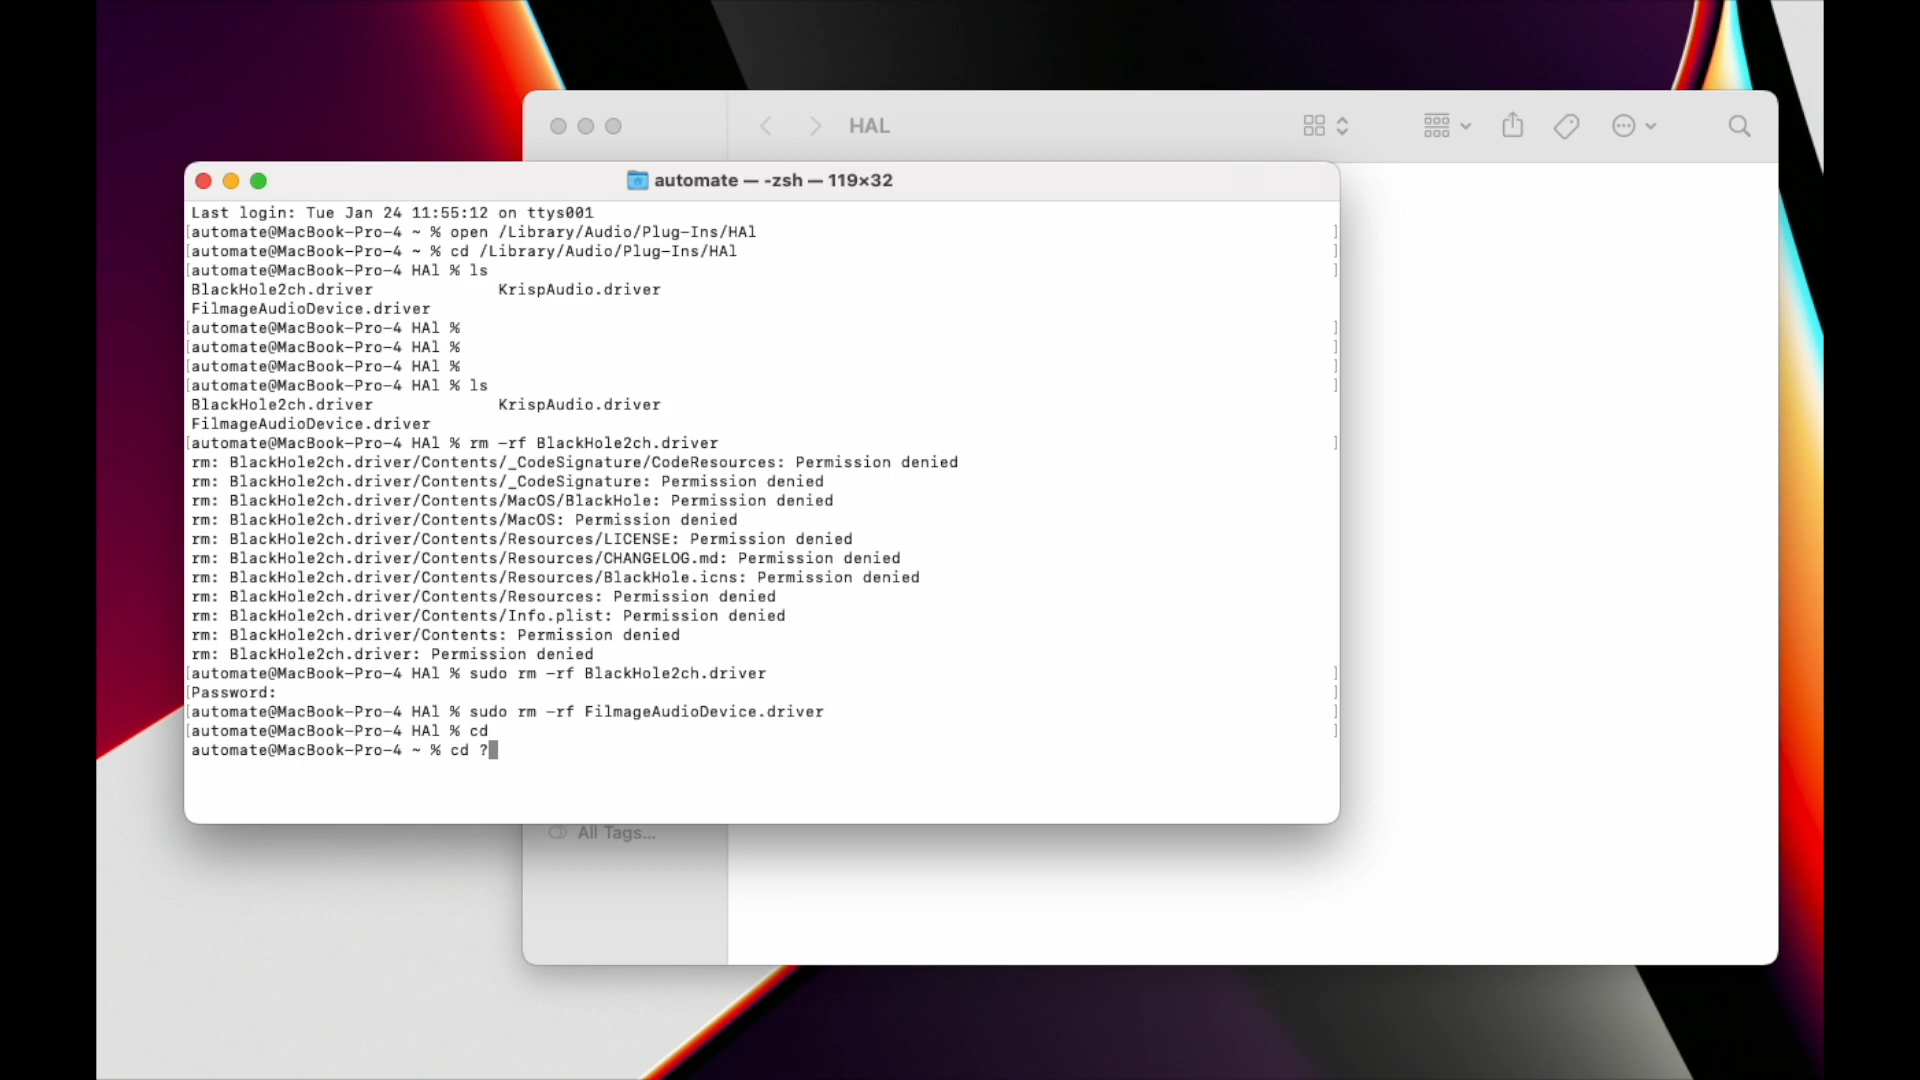 HAL
automate — -zsh — 119×32
Last login: Tue Jan 24 11:55:12 on ttys001
[automate@MacBook-Pro-4 ~ % open /Library/Audio/Plug-Ins/HAl ]
[automate@MacBook-Pro-4 ~ % cd /Library/Audio/Plug-Ins/HAl ]
[automate@MacBook-Pro-4 HAl % ls ]
BlackHole2ch.driver KrispAudio.driver
FilmageAudioDevice.driver
[automate@MacBook-Pro-4 HAl % ]
[automate@MacBook-Pro-4 HAl % ]
[automate@MacBook-Pro-4 HAl % ]
[automate@MacBook-Pro-4 HAl % ls ]
BlackHole2ch.driver KrispAudio.driver
FilmageAudioDevice.driver
[automate@MacBook-Pro-4 HAl % rm -rf BlackHole2ch.driver ]
rm: BlackHole2ch.driver/Contents/_CodeSignature/CodeResources: Permission denied
rm: BlackHole2ch.driver/Contents/_CodeSignature: Permission denied
rm: BlackHole2ch.driver/Contents/MacOS/BlackHole: Permission denied
rm: BlackHole2ch.driver/Contents/MacOS: Permission denied
rm: BlackHole2ch.driver/Contents/Resources/LICENSE: Permission denied
rm: BlackHole2ch.driver/Contents/Resources/CHANGELOG.md: Permission denied
rm: BlackHole2ch.driver/Contents/Resources/BlackHole.icns: Permission denied
rm: BlackHole2ch.driver/Contents/Resources: Permission denied
rm: BlackHole2ch.driver/Contents/Info.plist: Permission denied
rm: BlackHole2ch.driver/Contents: Permission denied
rm: BlackHole2ch.driver: Permission denied
[automate@MacBook-Pro-4 HAl % sudo rm -rf BlackHole2ch.driver ]
[Password: ]
[automate@MacBook-Pro-4 HAl % sudo rm -rf FilmageAudioDevice.driver ]
[automate@MacBook-Pro-4 HAl % cd ]
automate@MacBook-Pro-4 ~ % cd ?
All Tags...